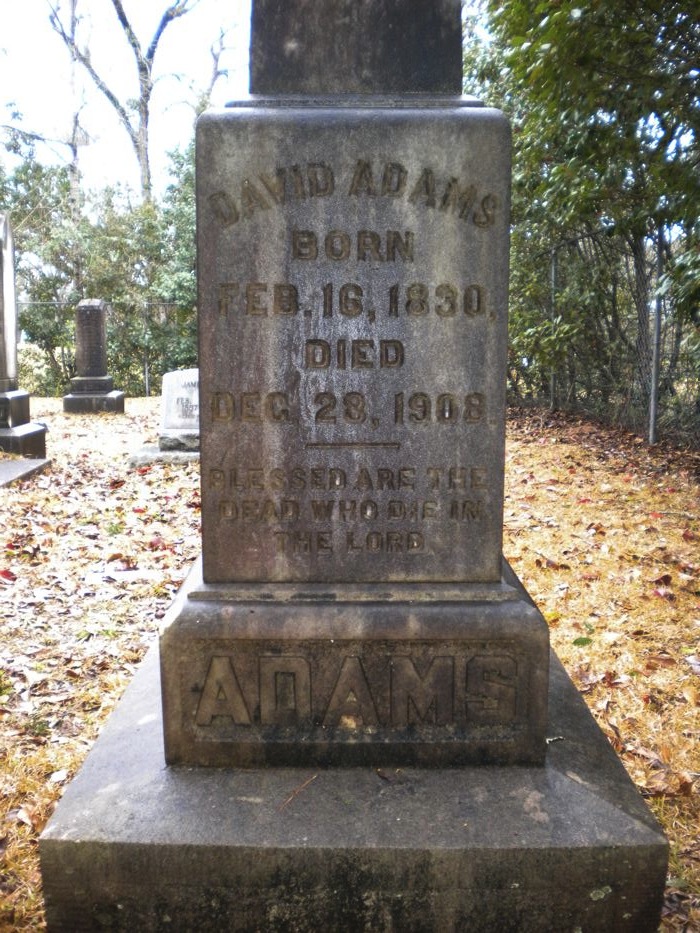 DAVID ADAMS
BORN
FEB. 16, 1830.
DIED
DEC. 28, 1908.
BLESSED ARE THE
DEAD WHO DIE IN
THE LORD
ADAMS